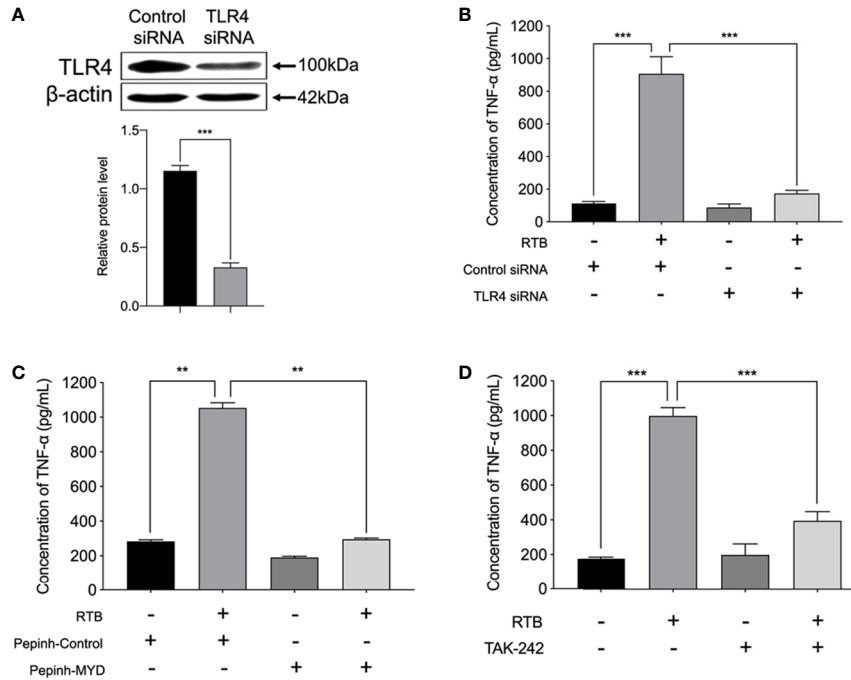 A
Control siRNA
TLR4 siRNA
TLR4
100kDa
β-actin
42kDa
Relative protein level
1.5
1.0
0.5
0.0
***
B
Concentration of TNF-α (pg/mL)
1200
1000
800
600
400
200
0
*** ***
RTB - + - +
Control siRNA + + - -
TLR4 siRNA - - + +
C
Concentration of TNF-α (pg/mL)
1200
1000
800
600
400
200
0
** **
RTB - + - +
Pepinh-Control + + - -
Pepinh-MYD - - + +
D
Concentration of TNF-α (pg/mL)
1200
1000
800
600
400
200
0
*** ***
RTB - + - +
TAK-242 - - + +